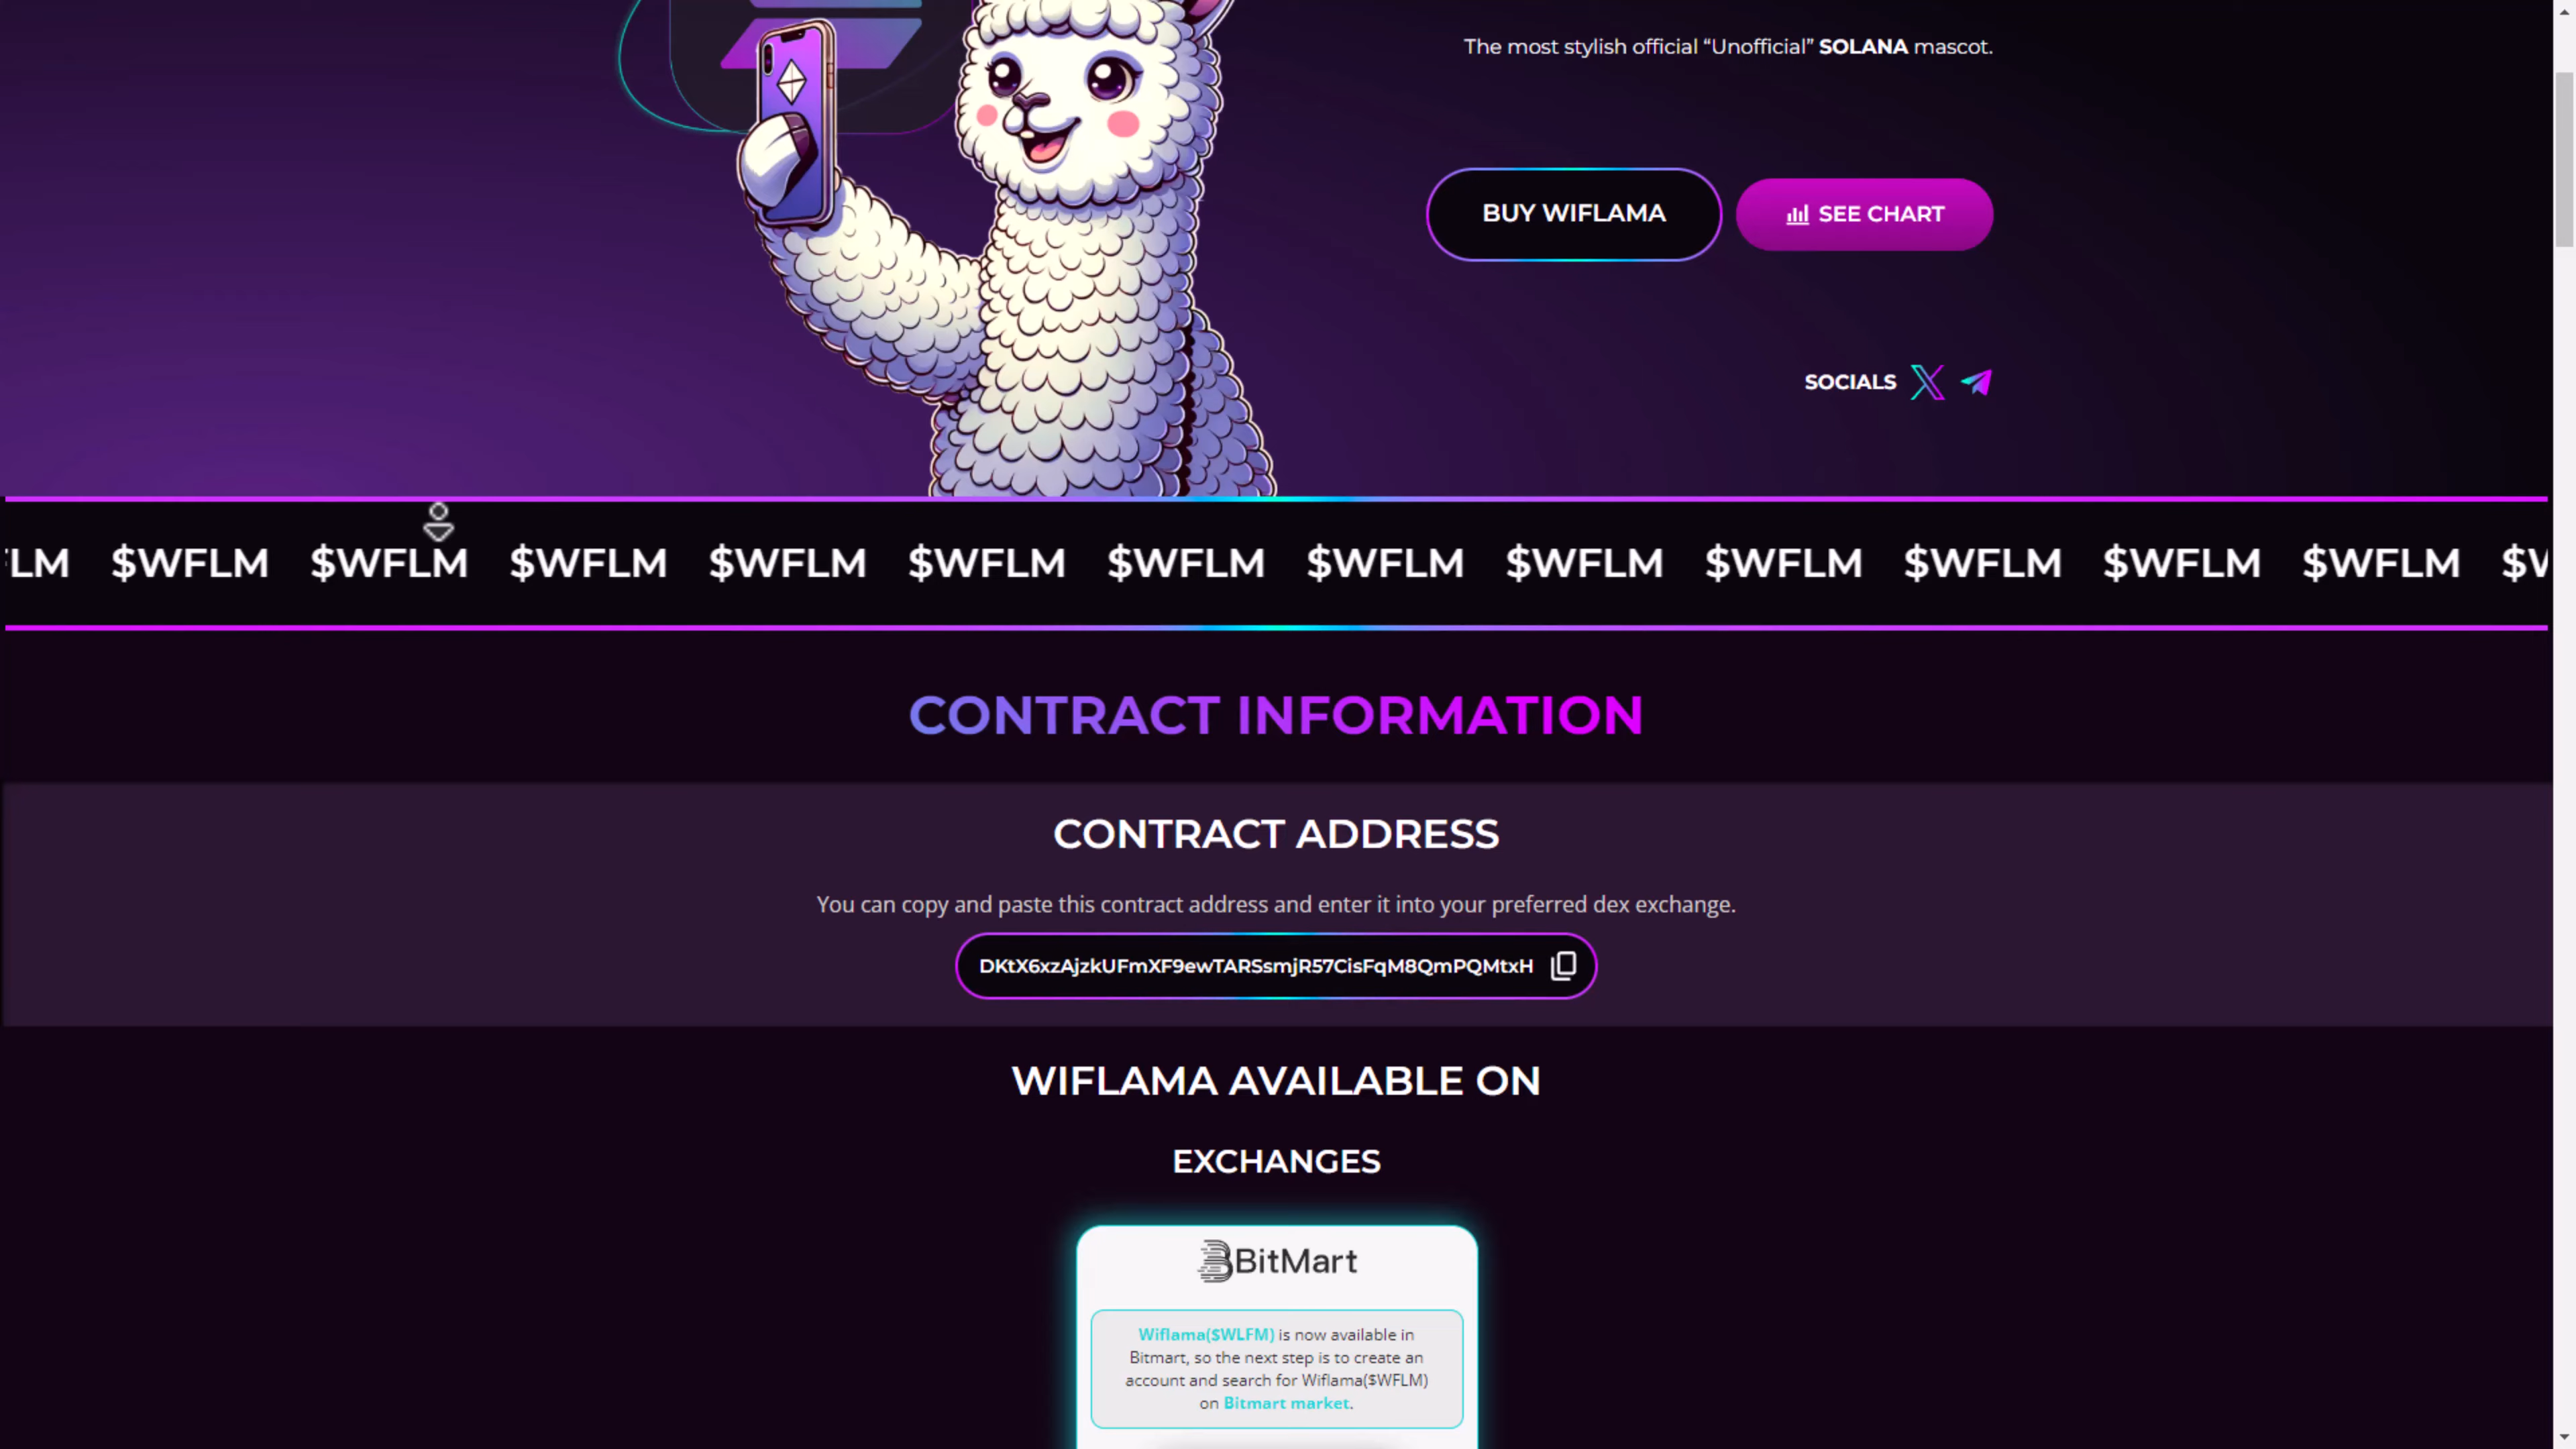 The most stylish official “Unofficial” SOLANA mascot.
BUY WIFLAMA
SEE CHART
SOCIALS
FLM $WFLM $WFLM $WFLM $WFLM $WFLM $WFLM $WFLM $WFLM $WFLM $WFLM $WFLM $WFLM $W
CONTRACT INFORMATION
CONTRACT ADDRESS
You can copy and paste this contract address and enter it into your preferred dex exchange.
DKtX6xzAjzkUFmXF9ewTARSsmjR57CisFqM8QmPQMtxH
WIFLAMA AVAILABLE ON
EXCHANGES
BitMart
Wiflama($WLFM) is now available in
Bitmart, so the next step is to create an
account and search for Wiflama($WFLM)
on Bitmart market.